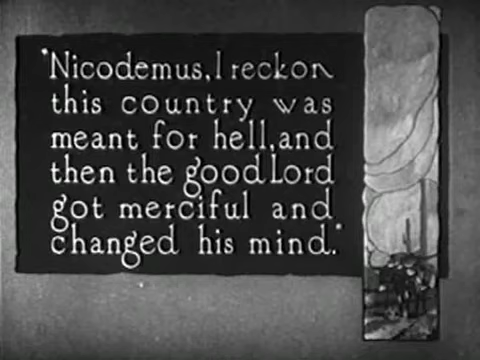 "Nicodemus, I reckon
this country was
meant for hell, and
then the good Lord
got merciful and
changed his mind."